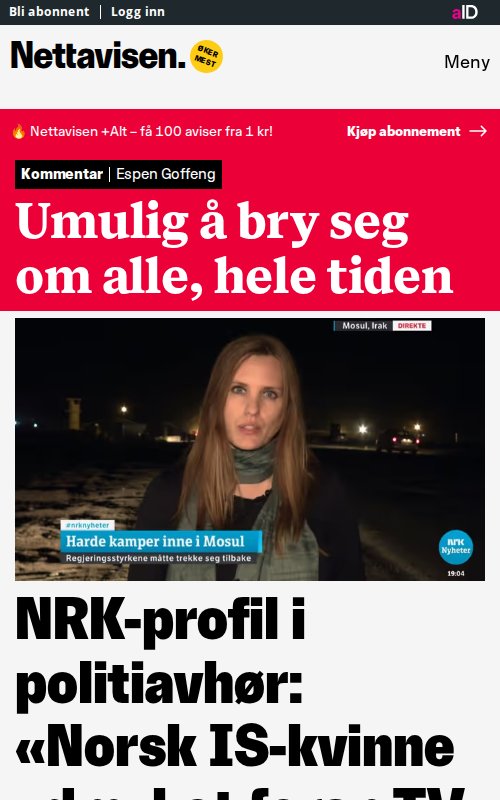 Bli abonnent | Logg inn
aID
Nettavisen. ØKER MEST
Meny
🔥 Nettavisen +Alt – få 100 aviser fra 1 kr!
Kjøp abonnement →
Kommentar | Espen Goffeng
Umulig å bry seg
om alle, hele tiden
Mosul, Irak DIREKTE
#nrknyheter
Harde kamper inne i Mosul
Regjeringsstyrkene måtte trekke seg tilbake
NRK
Nyheter
19:04
NRK-profil i
politiavhør:
«Norsk IS-kvinne